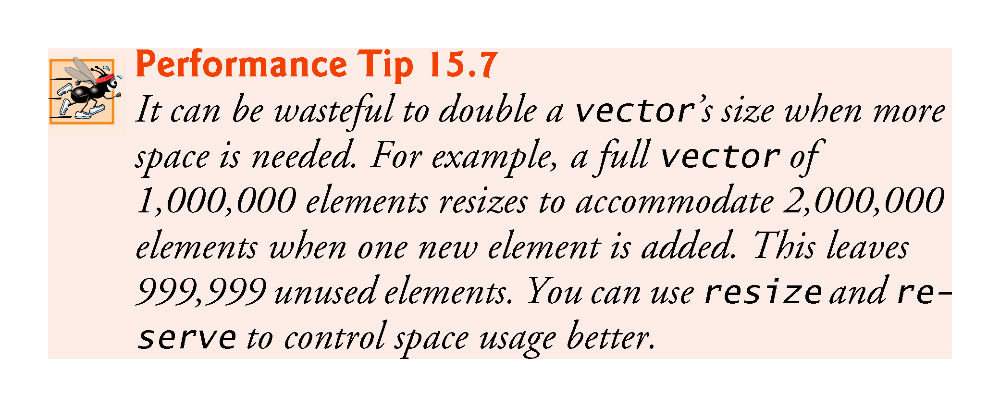 Performance Tip 15.7
It can be wasteful to double a vector’s size when more
space is needed. For example, a full vector of
1,000,000 elements resizes to accommodate 2,000,000
elements when one new element is added. This leaves
999,999 unused elements. You can use resize and re-
serve to control space usage better.